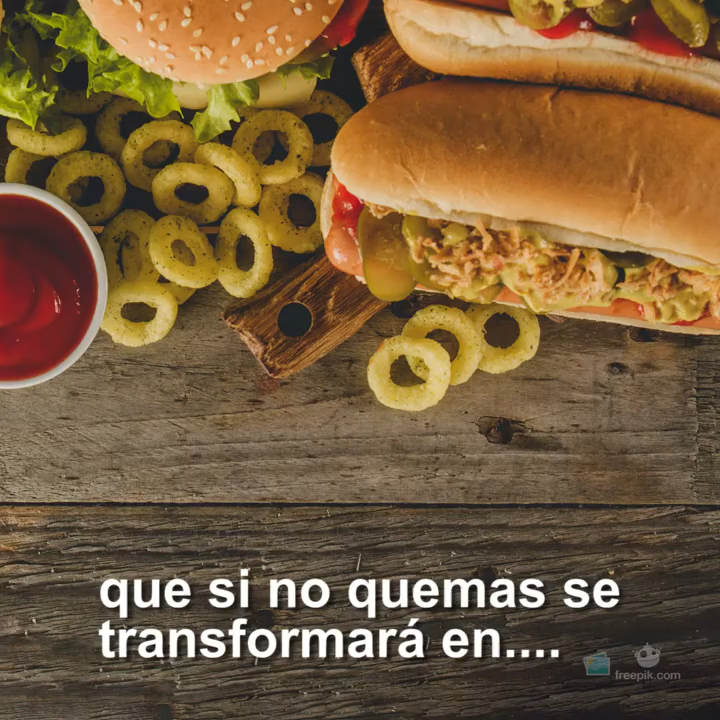 que si no quemas se
transformará en....
freepik.com